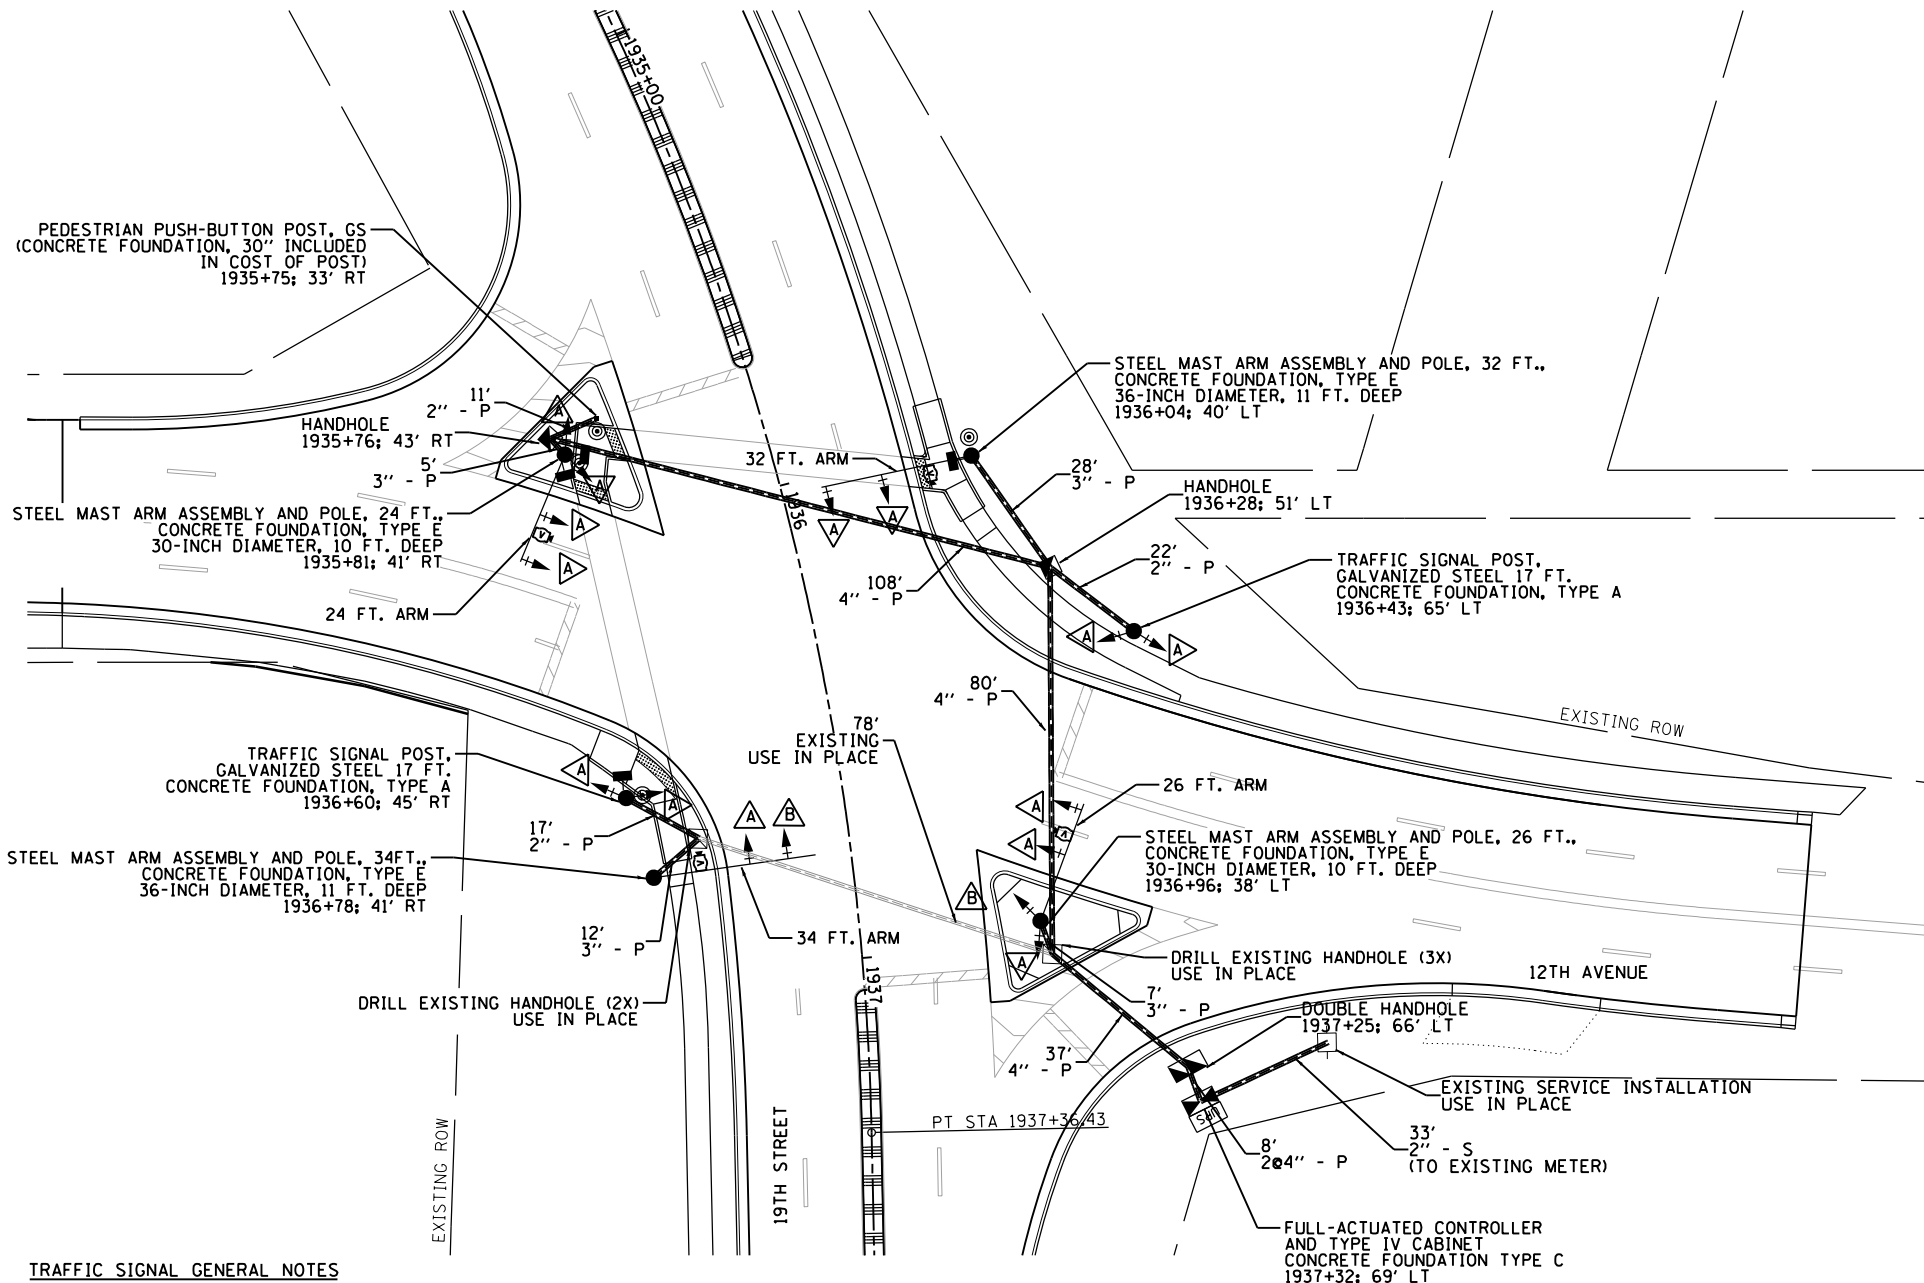 1935+00
PEDESTRIAN PUSH-BUTTON POST, GS
(CONCRETE FOUNDATION, 30'' INCLUDED
IN COST OF POST)
1935+75; 33' RT
11'
2'' - P
HANDHOLE
1935+76; 43' RT
5'
3'' - P
STEEL MAST ARM ASSEMBLY AND POLE, 24 FT.,
CONCRETE FOUNDATION, TYPE E
30-INCH DIAMETER, 10 FT. DEEP
1935+81; 41' RT
24 FT. ARM
A
A
A
A
32 FT. ARM
1936
A
A
STEEL MAST ARM ASSEMBLY AND POLE, 32 FT.,
CONCRETE FOUNDATION, TYPE E
36-INCH DIAMETER, 11 FT. DEEP
1936+04; 40' LT
28'
3'' - P
HANDHOLE
1936+28; 51' LT
22'
2'' - P
108'
4'' - P
TRAFFIC SIGNAL POST,
GALVANIZED STEEL 17 FT.
CONCRETE FOUNDATION, TYPE A
1936+43; 65' LT
A
A
80'
4'' - P
EXISTING ROW
78'
EXISTING
USE IN PLACE
TRAFFIC SIGNAL POST,
GALVANIZED STEEL 17 FT.
CONCRETE FOUNDATION, TYPE A
1936+60; 45' RT
A
A
A
B
17'
2'' - P
26 FT. ARM
A
A
STEEL MAST ARM ASSEMBLY AND POLE, 26 FT.,
CONCRETE FOUNDATION, TYPE E
30-INCH DIAMETER, 10 FT. DEEP
1936+96; 38' LT
STEEL MAST ARM ASSEMBLY AND POLE, 34FT.,
CONCRETE FOUNDATION, TYPE E
36-INCH DIAMETER, 11 FT. DEEP
1936+78; 41' RT
B
A
12'
3'' - P
34 FT. ARM
DRILL EXISTING HANDHOLE (3X)
USE IN PLACE
12TH AVENUE
1937
DRILL EXISTING HANDHOLE (2X)
USE IN PLACE
7'
3'' - P
DOUBLE HANDHOLE
1937+25; 66' LT
37'
4'' - P
EXISTING SERVICE INSTALLATION
USE IN PLACE
UPS
PT STA 1937+36.43
19TH STREET
EXISTING ROW
8'
2@4'' - P
33'
2'' - S
(TO EXISTING METER)
FULL-ACTUATED CONTROLLER
AND TYPE IV CABINET
CONCRETE FOUNDATION TYPE C
1937+32; 69' LT
TRAFFIC SIGNAL GENERAL NOTES